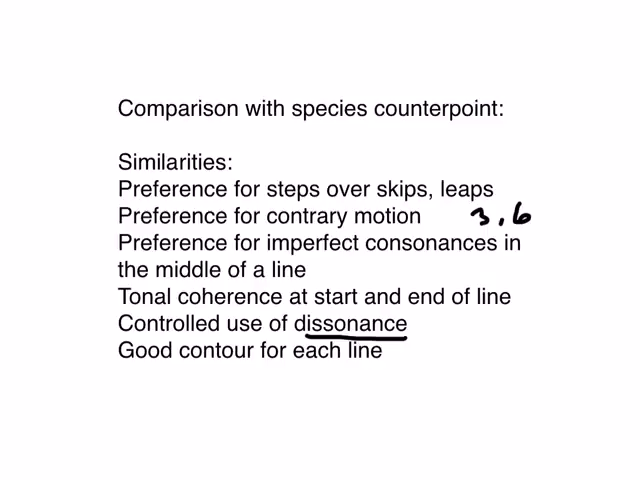 Comparison with species counterpoint:
Similarities:
Preference for steps over skips, leaps
Preference for contrary motion 3, 6
Preference for imperfect consonances in
the middle of a line
Tonal coherence at start and end of line
Controlled use of dissonance
Good contour for each line